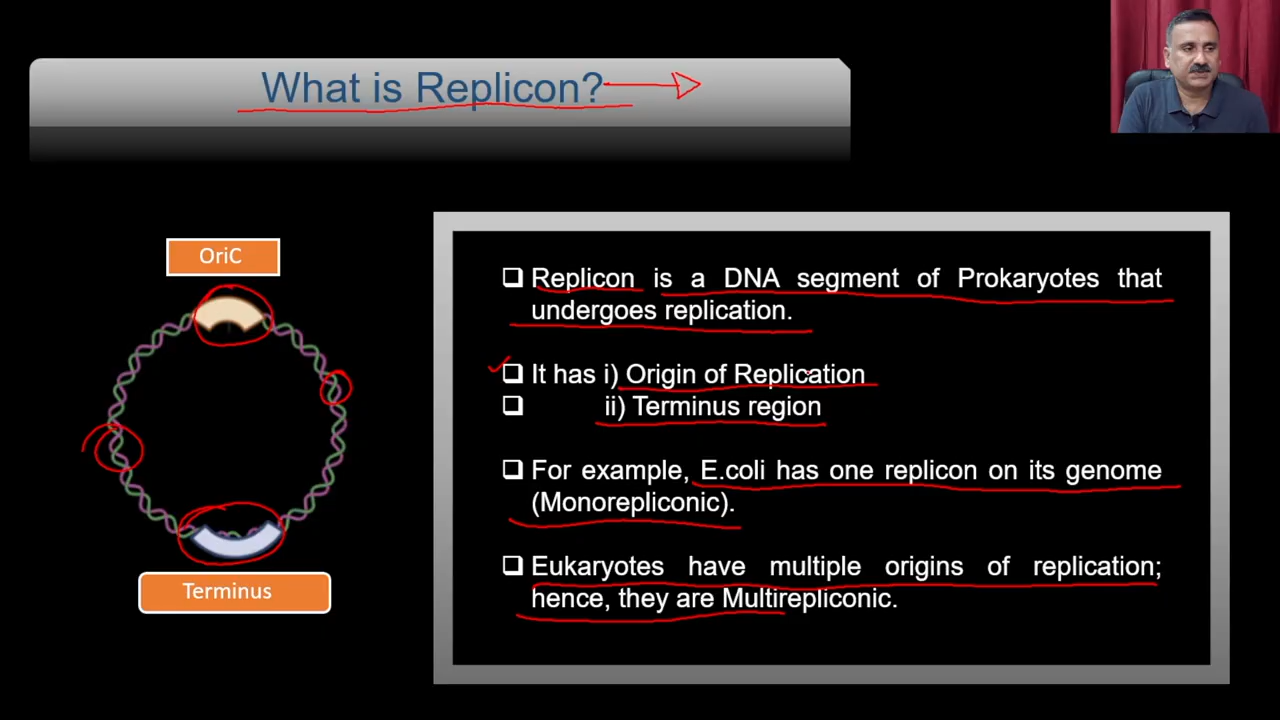 What is Replicon?
OriC
Terminus
Replicon is a DNA segment of Prokaryotes that
undergoes replication.
It has i) Origin of Replication
ii) Terminus region
For example, E.coli has one replicon on its genome
(Monorepliconic).
Eukaryotes have multiple origins of replication;
hence, they are Multirepliconic.